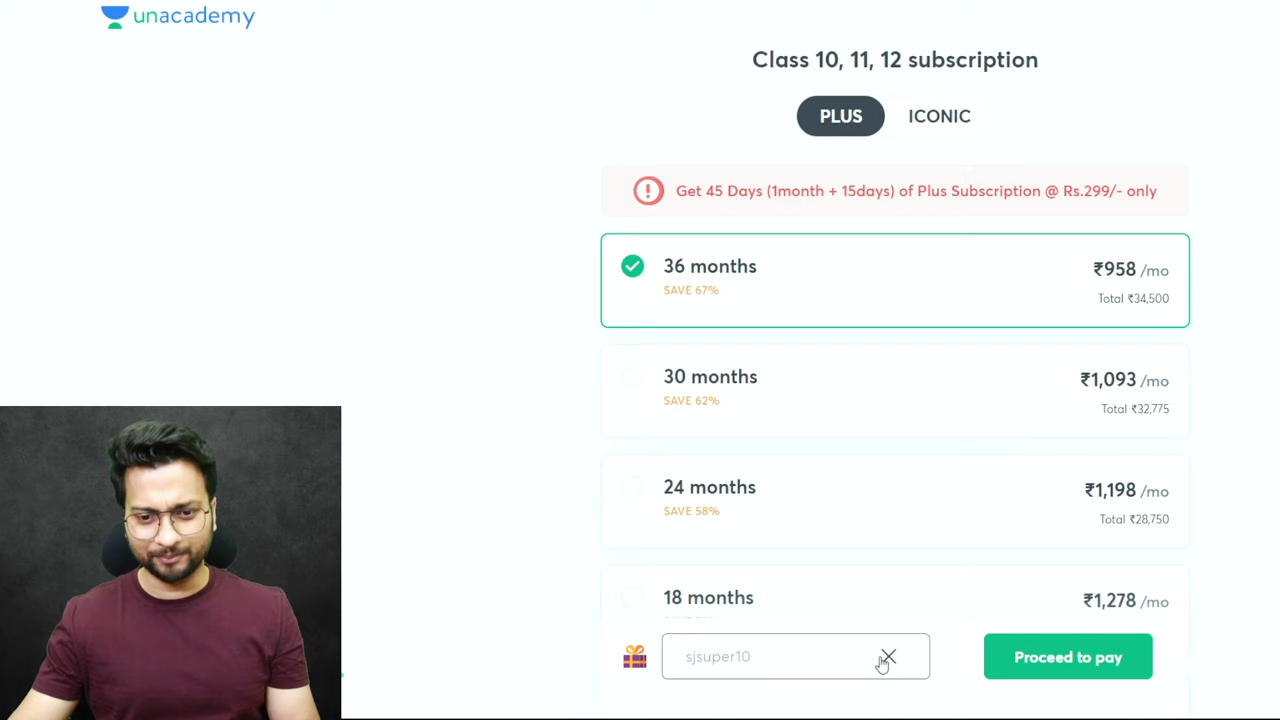 unacademy
Class 10, 11, 12 subscription
PLUS ICONIC
Get 45 Days (1month + 15days) of Plus Subscription @ Rs.299/- only
36 months ₹958 /mo
SAVE 67% Total ₹34,500
30 months ₹1,093 /mo
SAVE 62% Total ₹32,775
24 months ₹1,198 /mo
SAVE 58% Total ₹28,750
18 months ₹1,278 /mo
sjsuper10 Proceed to pay